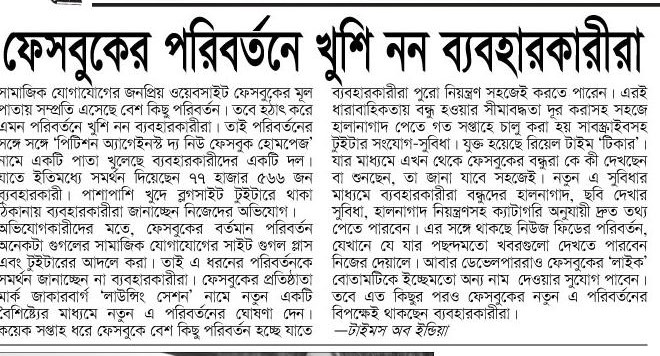 ফেসবুকের পরিবর্তনে খুশি নন ব্যবহারকারীরা
সামাজিক যোগাযোগের জনপ্রিয় ওয়েবসাইট ফেসবুকের মূল
পাতায় সম্প্রতি এসেছে বেশ কিছু পরিবর্তন। তবে হঠাৎ করে
এমন পরিবর্তনে খুশি নন ব্যবহারকারীরা। তাই পরিবর্তনের
সঙ্গে সঙ্গে ‘পিটিশন অ্যাগেইনস্ট দ্য নিউ ফেসবুক হোমপেজ’
নামে একটি পাতা খুলেছে ব্যবহারকারীদের একটি দল।
যাতে ইতিমধ্যে সমর্থন দিয়েছেন ৭৭ হাজার ৫৬৬ জন
ব্যবহারকারী। পাশাপাশি খুদে ব্লগসাইট টুইটারে থাকা
ঠিকানায় ব্যবহারকারীরা জানাচ্ছেন নিজেদের অভিযোগ।
অভিযোগকারীদের মতে, ফেসবুকের বর্তমান পরিবর্তন
অনেকটা গুগলের সামাজিক যোগাযোগের সাইট গুগল প্লাস
এবং টুইটারের আদলে করা। তাই এ ধরনের পরিবর্তনকে
সমর্থন জানাচ্ছেন না ব্যবহারকারীরা। ফেসবুকের প্রতিষ্ঠাতা
মার্ক জাকারবার্গ ‘লাউন্সিং সেশন’ নামে নতুন একটি
বৈশিষ্ট্যের মাধ্যমে নতুন এ পরিবর্তনের ঘোষণা দেন।
কয়েক সপ্তাহ ধরে ফেসবুকে বেশ কিছু পরিবর্তন হচ্ছে যাতে
ব্যবহারকারীরা পুরো নিয়ন্ত্রণ সহজেই করতে পারেন। এরই
ধারাবাহিকতায় বন্ধু হওয়ার সীমাবদ্ধতা দূর করাসহ সহজে
হালনাগাদ পেতে গত সপ্তাহে চালু করা হয় সাবস্ক্রাইবসহ
টুইটার সংযোগ-সুবিধা। যুক্ত হয়েছে রিয়েল টাইম ‘টিকার’।
যার মাধ্যমে এখন থেকে ফেসবুকের বন্ধুরা কে কী দেখছেন
বা শুনছেন, তা জানা যাবে সহজেই। নতুন এ সুবিধার
মাধ্যমে ব্যবহারকারীরা বন্ধুদের হালনাগাদ, ছবি দেখার
সুবিধা, হালনাগাদ নিয়ন্ত্রণসহ ক্যাটাগরি অনুযায়ী দ্রুত তথ্য
পেতে পারবেন। এর সঙ্গে থাকছে নিউজ ফিডের পরিবর্তন,
যেখানে যে যার পছন্দমতো খবরগুলো দেখতে পারবেন
নিজের দেয়ালে। আবার ডেভেলপাররাও ফেসবুকের ‘লাইক’
বোতামটিকে ইচ্ছেমতো অন্য নাম দেওয়ার সুযোগ পাবেন।
তবে এত কিছুর পরও ফেসবুকের নতুন এ পরিবর্তনের
বিপক্ষেই থাকছেন ব্যবহারকারীরা।
—টাইমস অব ইন্ডিয়া